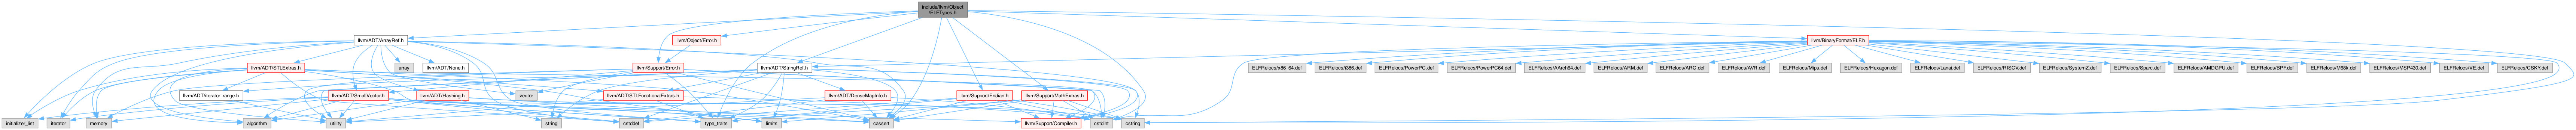 include/llvm/Object
/ELFTypes.h
llvm/ADT/ArrayRef.h
llvm/Object/Error.h
llvm/BinaryFormat/ELF.h
llvm/ADT/STLExtras.h
array
llvm/ADT/None.h
llvm/Support/Error.h
llvm/ADT/StringRef.h
ELFRelocs/x86_64.def
ELFRelocs/i386.def
ELFRelocs/PowerPC.def
ELFRelocs/PowerPC64.def
ELFRelocs/AArch64.def
ELFRelocs/ARM.def
ELFRelocs/ARC.def
ELFRelocs/AVR.def
ELFRelocs/Mips.def
ELFRelocs/Hexagon.def
ELFRelocs/Lanai.def
ELFRelocs/RISCV.def
ELFRelocs/SystemZ.def
ELFRelocs/Sparc.def
ELFRelocs/AMDGPU.def
ELFRelocs/BPF.def
ELFRelocs/M68k.def
ELFRelocs/MSP430.def
ELFRelocs/VE.def
ELFRelocs/CSKY.def
llvm/ADT/iterator_range.h
llvm/ADT/SmallVector.h
llvm/ADT/Hashing.h
vector
llvm/ADT/STLFunctionalExtras.h
llvm/ADT/DenseMapInfo.h
llvm/Support/Endian.h
llvm/Support/MathExtras.h
initializer_list
iterator
memory
algorithm
utility
string
cstddef
type_traits
limits
cassert
llvm/Support/Compiler.h
cstdint
cstring